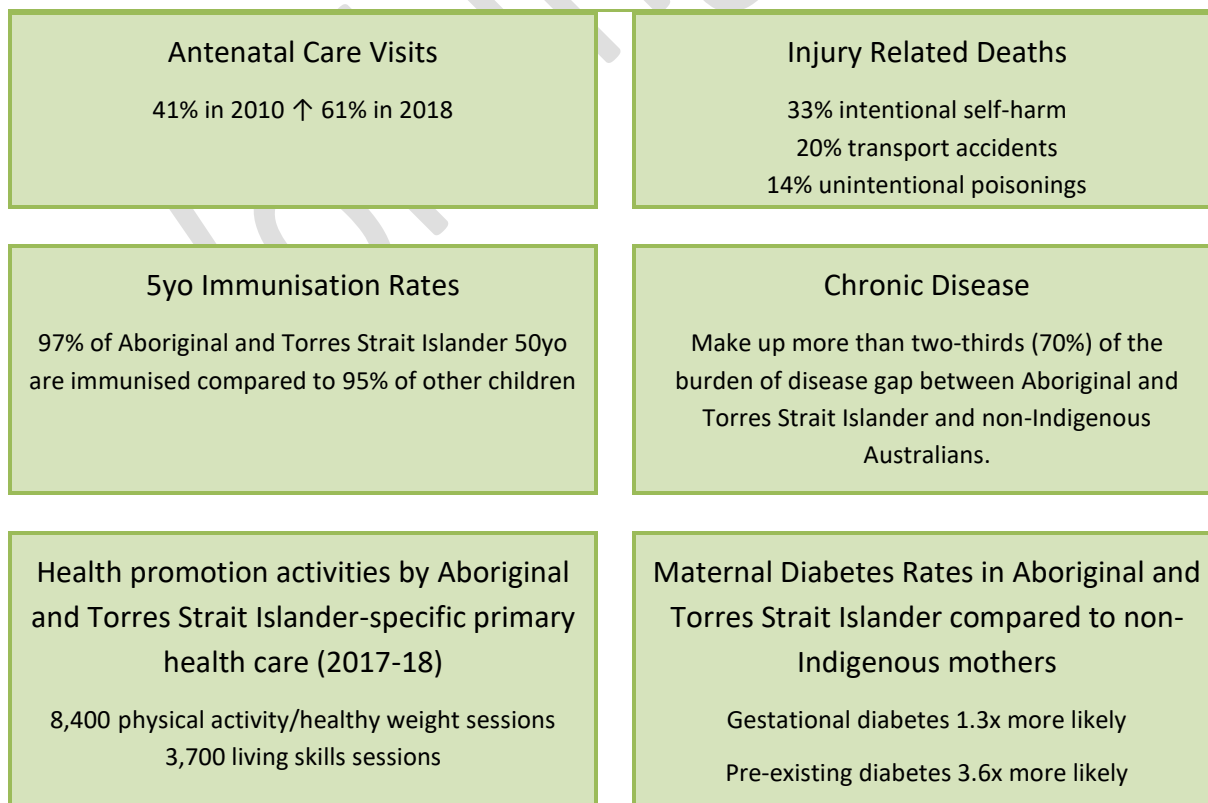 Antenatal Care Visits
41% in 2010 ↑ 61% in 2018
Injury Related Deaths
33% intentional self-harm
20% transport accidents
14% unintentional poisonings
5yo Immunisation Rates
97% of Aboriginal and Torres Strait Islander 50yo
are immunised compared to 95% of other children
Chronic Disease
Make up more than two-thirds (70%) of the
burden of disease gap between Aboriginal and
Torres Strait Islander and non-Indigenous
Australians.
Health promotion activities by Aboriginal
and Torres Strait Islander-specific primary
health care (2017-18)
8,400 physical activity/healthy weight sessions
3,700 living skills sessions
Maternal Diabetes Rates in Aboriginal and
Torres Strait Islander compared to non-
Indigenous mothers
Gestational diabetes 1.3x more likely
Pre-existing diabetes 3.6x more likely